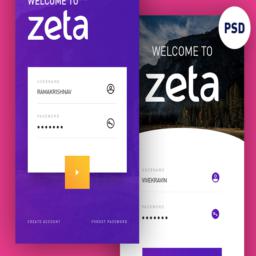 WELCOME TO
zeta
USERNAME
RAMAKRISHNAV
PASSWORD
CREATE ACCOUNT
FORGOT PASSWORD
PSD
WELCOME TO
zeta
USERNAME
VIVEKRAVIN
PASSWORD